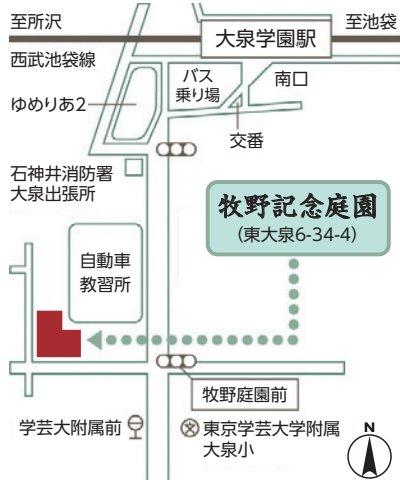 至所沢
大泉学園駅
至池袋
西武池袋線
バス
乗り場
南口
ゆめりあ2
交番
石神井消防署
大泉出張所
牧野記念庭園
(東大泉6-34-4)
自動車
教習所
牧野庭園前
学芸大附属前
東京学芸大学附属
大泉小
N